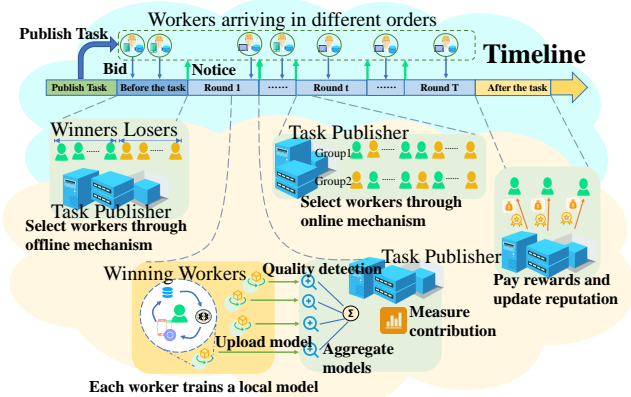 Workers arriving in different orders
Publish Task
Timeline
Bid
Notice
Publish Task
Before the task
Round 1
......
Round t
......
Round T
After the task
Winners Losers
Task Publisher
Select workers through
offline mechanism
Task Publisher
Group1
Group2
Select workers through
online mechanism
Pay rewards and
update reputation
Winning Workers
Quality detection
Task Publisher
Σ
Measure
contribution
Upload model
Aggregate
models
Each worker trains a local model